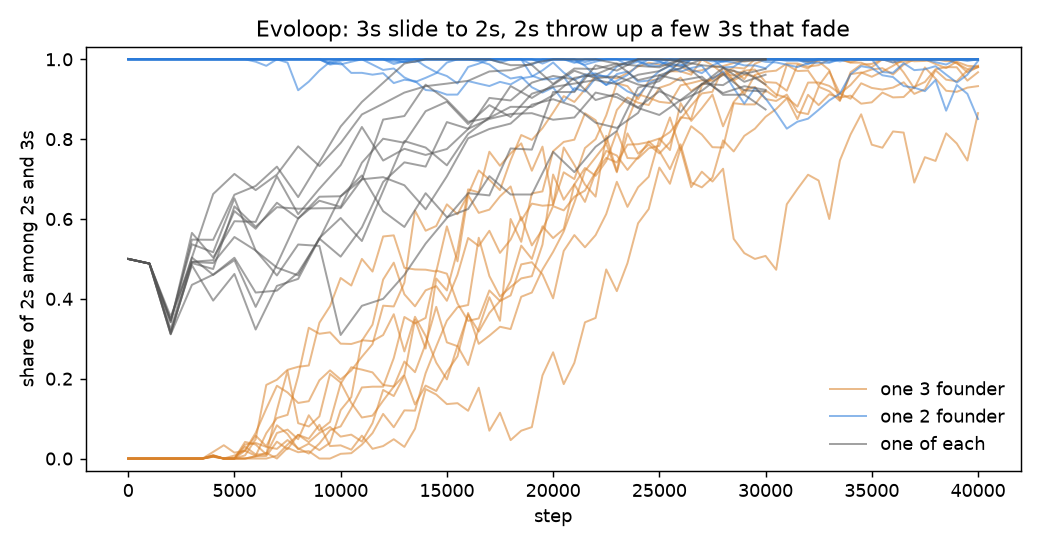 Evoloop: 3s slide to 2s, 2s throw up a few 3s that fade
share of 2s among 2s and 3s
1.0
0.8
0.6
0.4
0.2
0.0
one 3 founder
one 2 founder
one of each
0 5000 10000 15000 20000 25000 30000 35000 40000
step